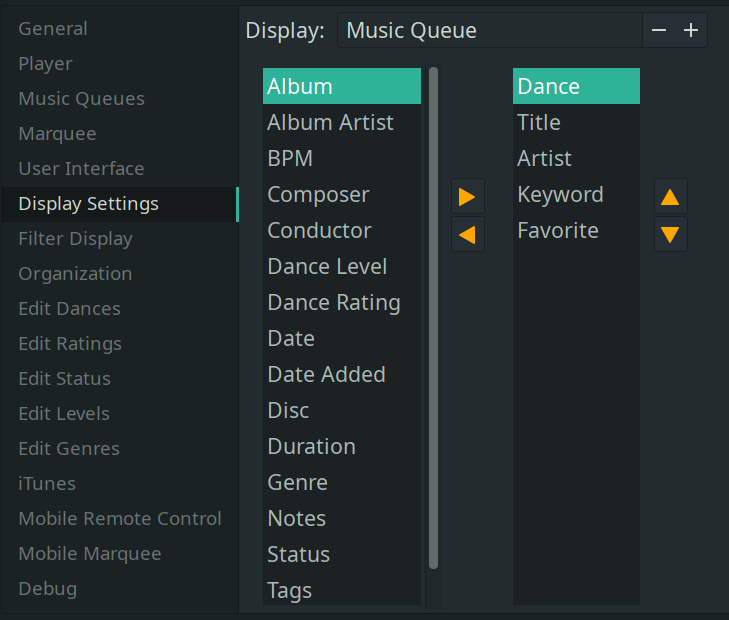 General
Player
Music Queues
Marquee
User Interface
Display Settings
Filter Display
Organization
Edit Dances
Edit Ratings
Edit Status
Edit Levels
Edit Genres
iTunes
Mobile Remote Control
Mobile Marquee
Debug
Display: Music Queue − +
Album
Album Artist
BPM
Composer
Conductor
Dance Level
Dance Rating
Date
Date Added
Disc
Duration
Genre
Notes
Status
Tags
Dance
Title
Artist
Keyword
Favorite